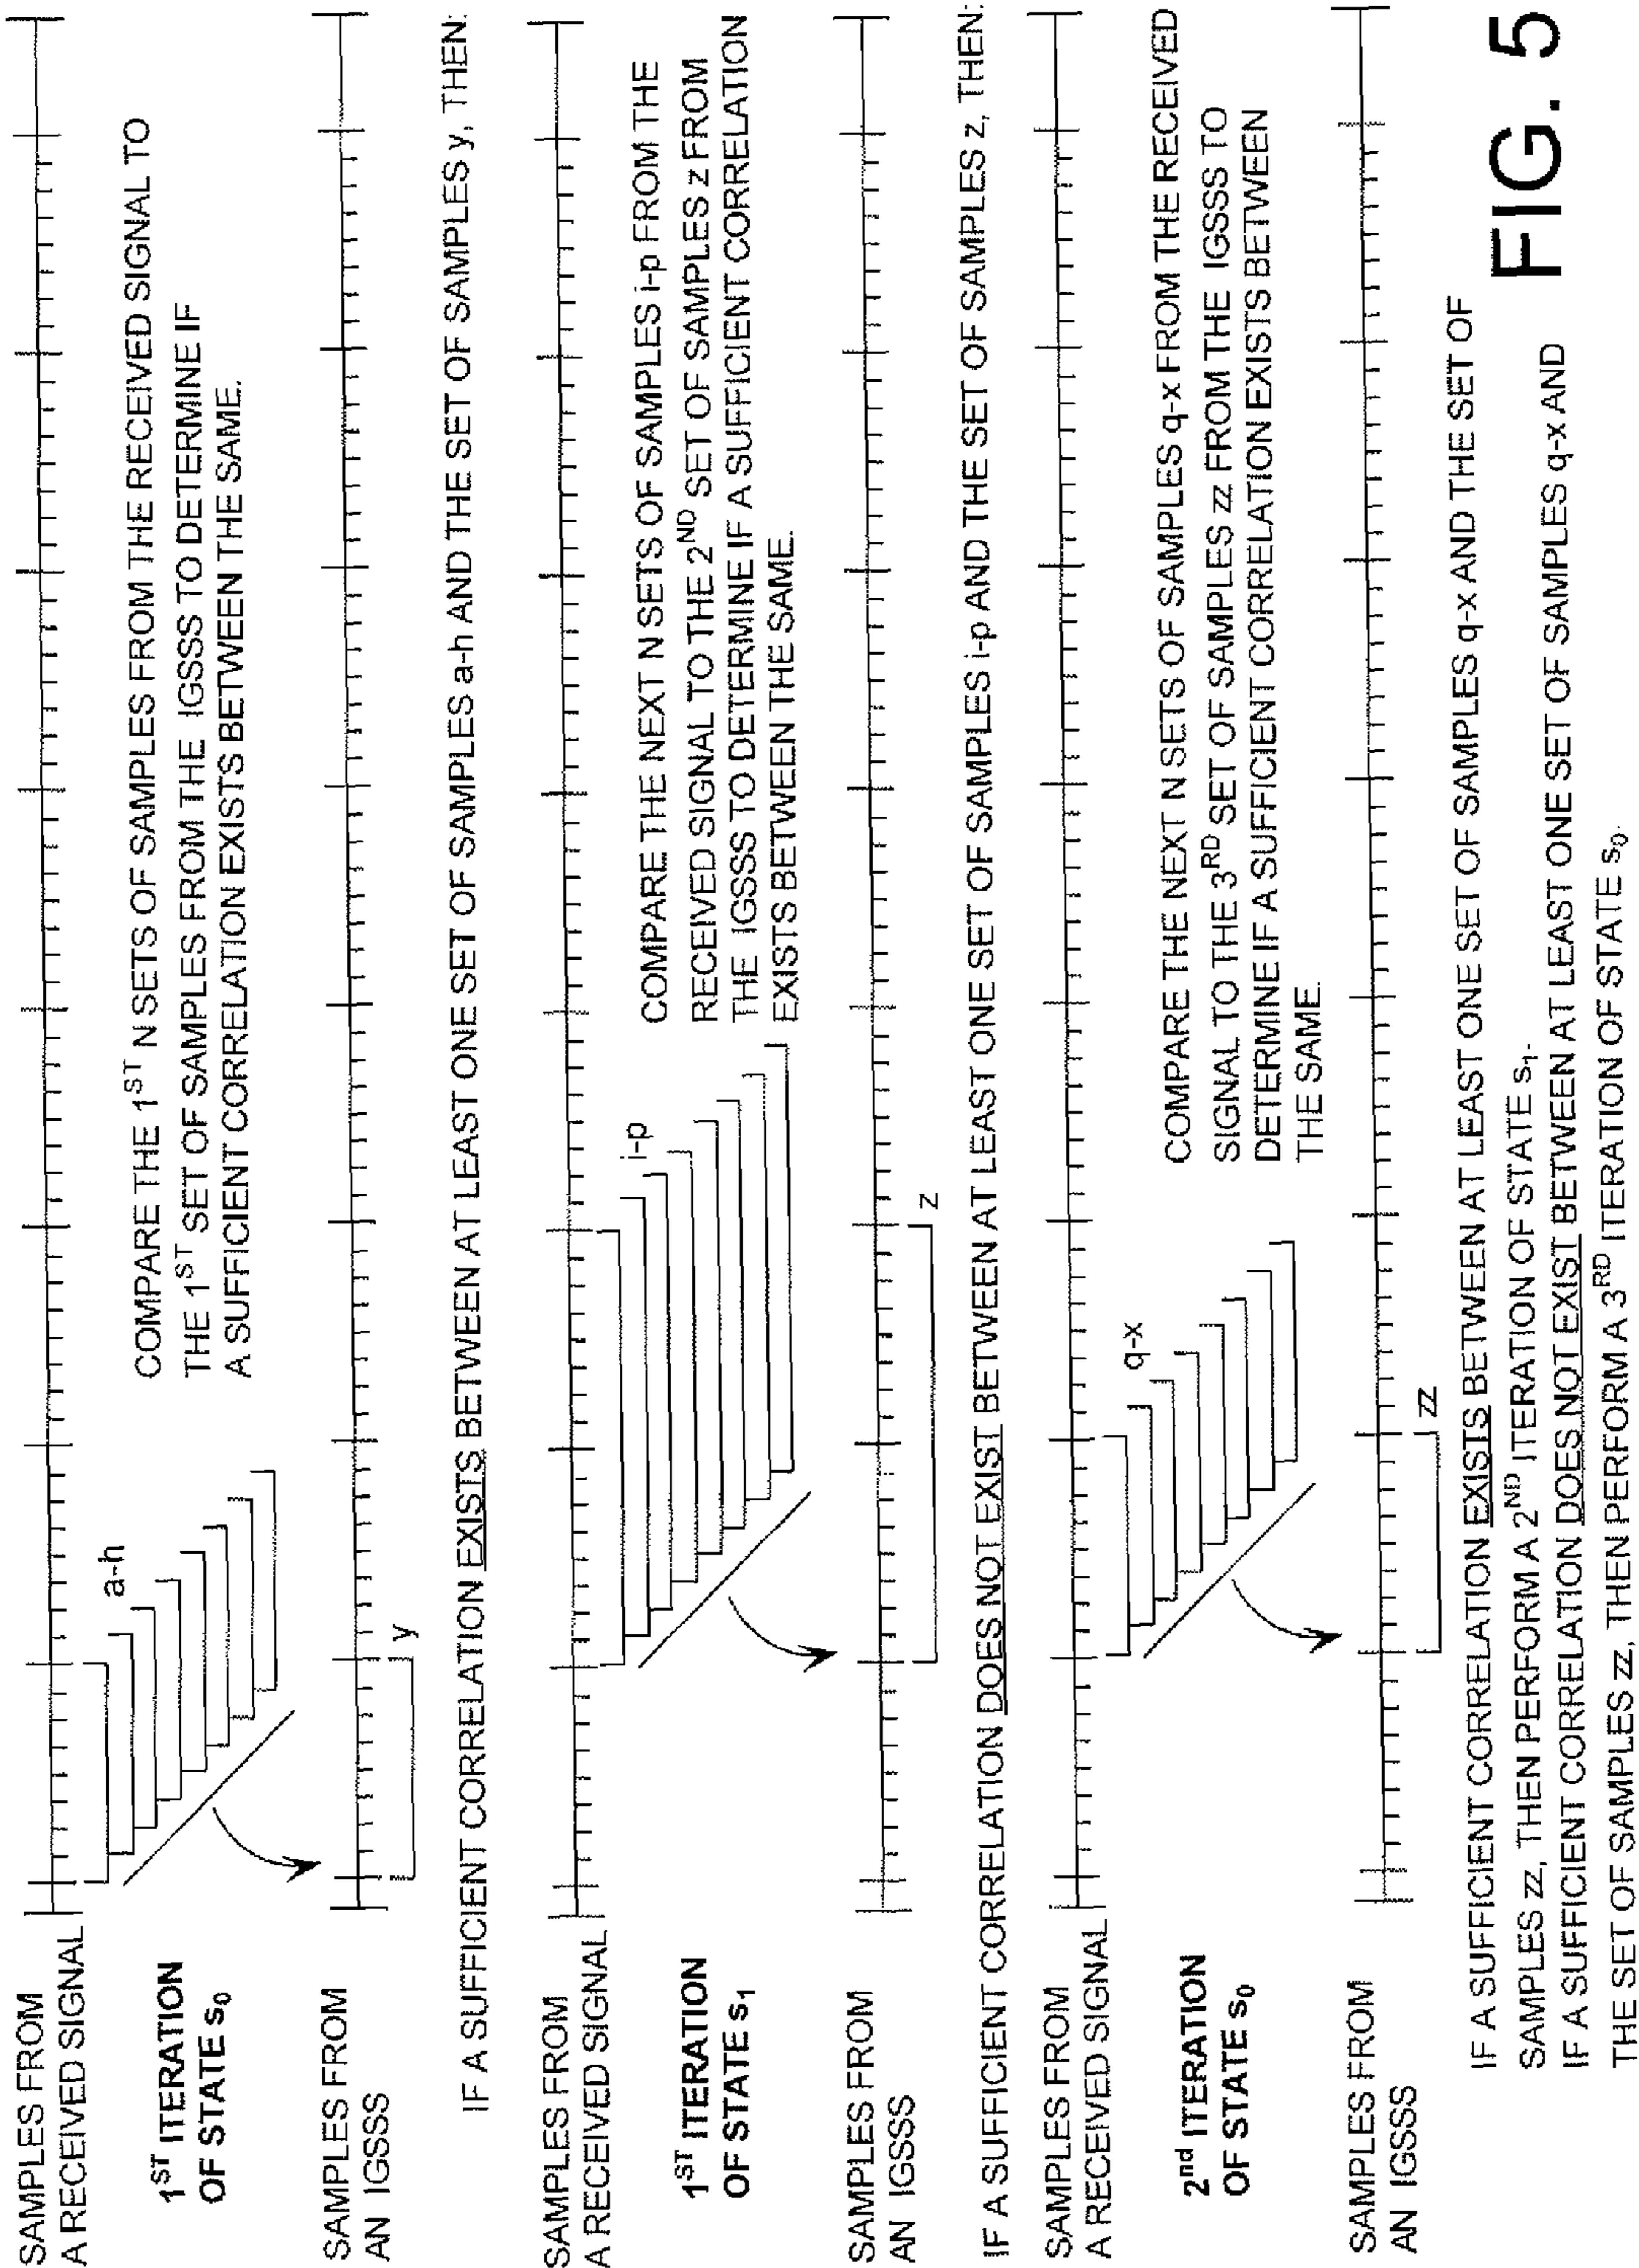 SAMPLES FROM
A RECEIVED SIGNAL
a-h
1ST ITERATION
OF STATE s0
COMPARE THE 1ST N SETS OF SAMPLES FROM THE RECEIVED SIGNAL TO
THE 1ST SET OF SAMPLES FROM THE IGSSS TO DETERMINE IF
A SUFFICIENT CORRELATION EXISTS BETWEEN THE SAME.
SAMPLES FROM
AN IGSSS
y
IF A SUFFICIENT CORRELATION EXISTS BETWEEN AT LEAST ONE SET OF SAMPLES a-h AND THE SET OF SAMPLES y, THEN:
SAMPLES FROM
A RECEIVED SIGNAL
i-p
1ST ITERATION
OF STATE s1
COMPARE THE NEXT N SETS OF SAMPLES i-p FROM THE
RECEIVED SIGNAL TO THE 2ND SET OF SAMPLES z FROM
THE IGSSS TO DETERMINE IF A SUFFICIENT CORRELATION
EXISTS BETWEEN THE SAME.
SAMPLES FROM
AN IGSSS
z
IF A SUFFICIENT CORRELATION DOES NOT EXIST BETWEEN AT LEAST ONE SET OF SAMPLES i-p AND THE SET OF SAMPLES z, THEN:
SAMPLES FROM
A RECEIVED SIGNAL
q-x
2nd ITERATION
OF STATE s0
COMPARE THE NEXT N SETS OF SAMPLES q-x FROM THE RECEIVED
SIGNAL TO THE 3RD SET OF SAMPLES zz FROM THE IGSSS TO
DETERMINE IF A SUFFICIENT CORRELATION EXISTS BETWEEN
THE SAME.
SAMPLES FROM
AN IGSSS
zz
IF A SUFFICIENT CORRELATION EXISTS BETWEEN AT LEAST ONE SET OF SAMPLES q-x AND THE SET OF
SAMPLES zz, THEN PERFORM A 2ND ITERATION OF STATE s1.
IF A SUFFICIENT CORRELATION DOES NOT EXIST BETWEEN AT LEAST ONE SET OF SAMPLES q-x AND
THE SET OF SAMPLES zz, THEN PERFORM A 3RD ITERATION OF STATE s0.
FIG. 5